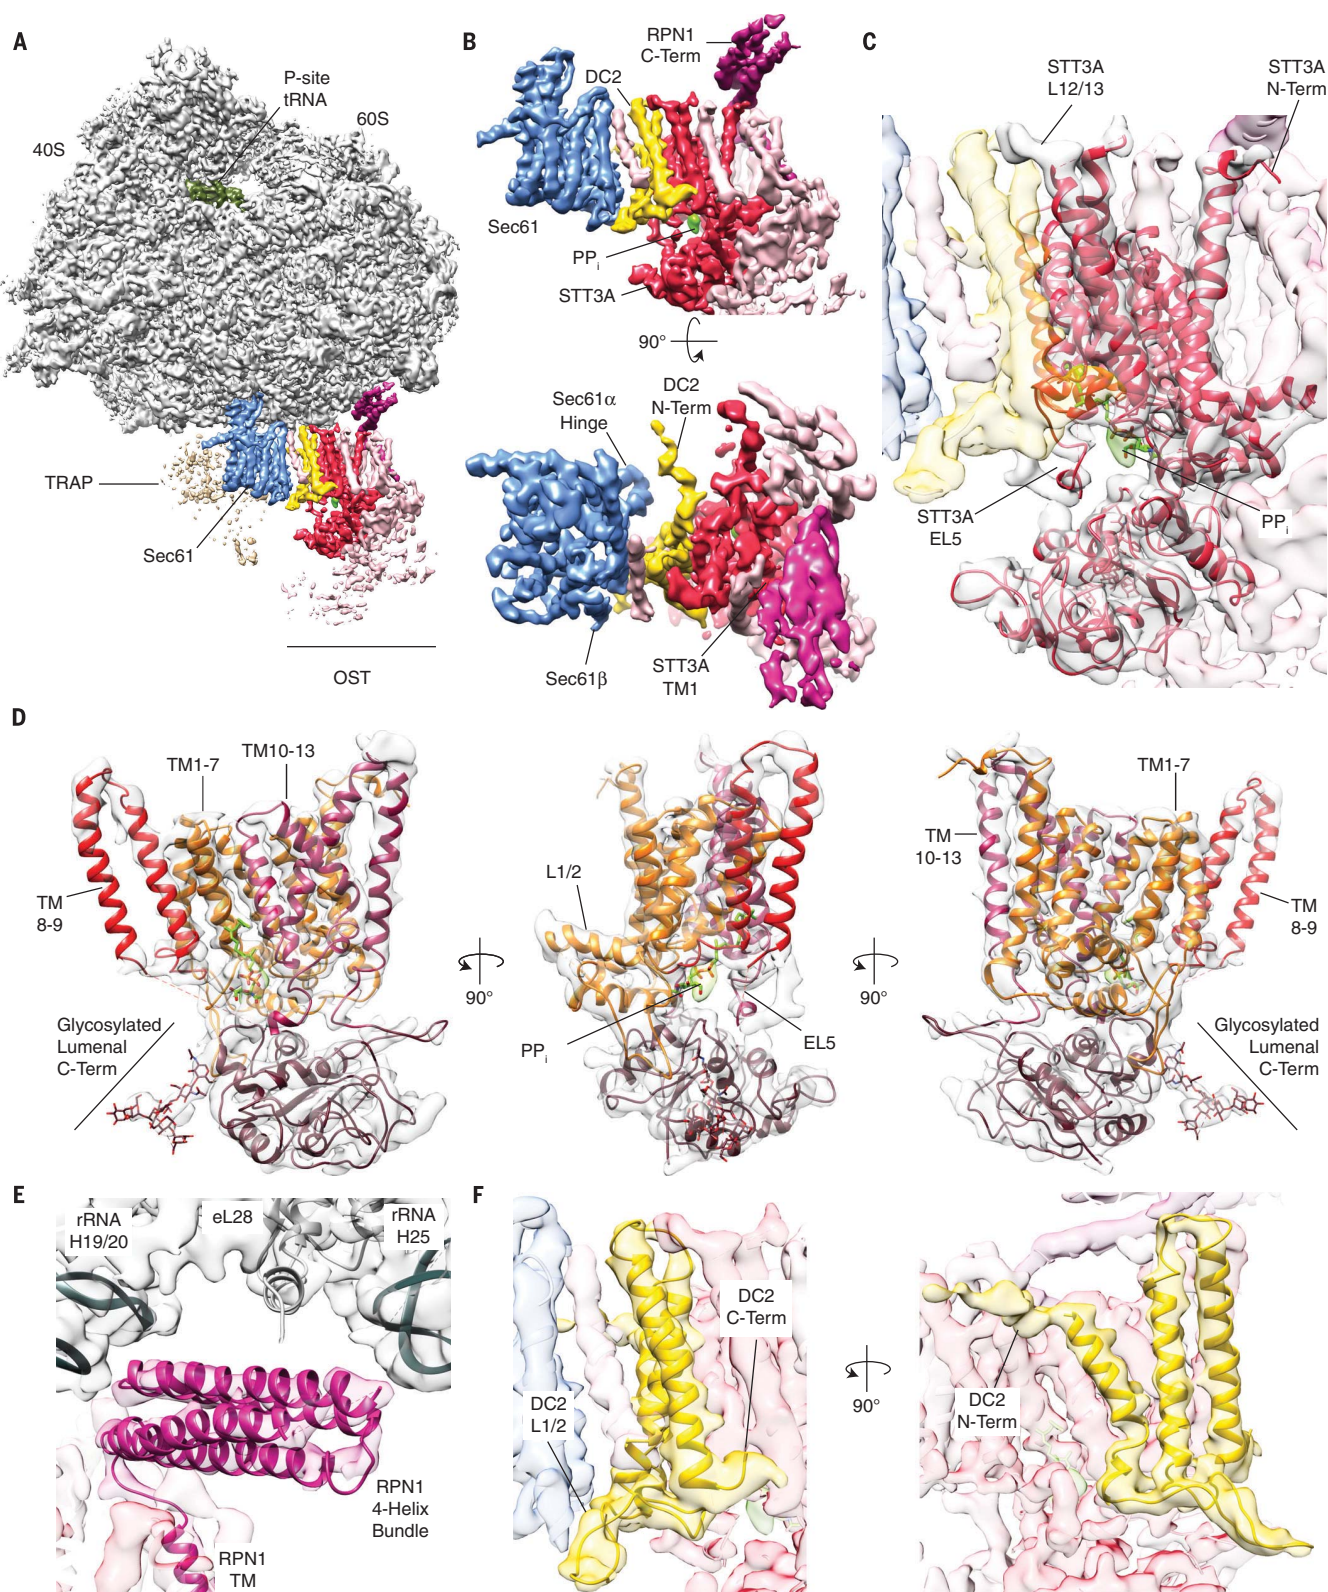 A
P-site
tRNA
60S
40S
TRAP
Sec61
OST
B
RPN1
C-Term
DC2
Sec61
PPi
STT3A
90°
Sec61α
Hinge
DC2
N-Term
Sec61β
STT3A
TM1
C
STT3A
L12/13
STT3A
N-Term
STT3A
EL5
PPi
D
TM1-7
TM10-13
TM
8-9
Glycosylated
Lumenal
C-Term
90°
L1/2
PPi
EL5
90°
TM1-7
TM
10-13
TM
8-9
Glycosylated
Lumenal
C-Term
E
rRNA
H19/20
eL28
rRNA
H25
RPN1
4-Helix
Bundle
RPN1
TM
F
DC2
C-Term
DC2
L1/2
90°
DC2
N-Term